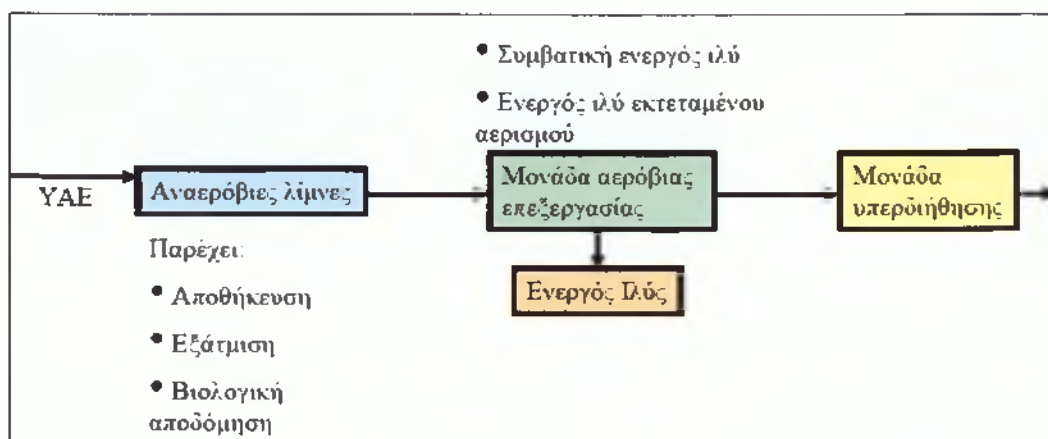 • Συμβατική ενεργός ιλύ
• Ενεργός ιλύ εκτεταμένου
αερισμού
ΥΑΕ
Αναερόβιες λίμνες
Μονάδα αερόβιας
επεξεργασίας
Μονάδα
υπερδιήθησης
Ενεργός Ιλύς
Παρέχει:
• Αποθήκευση
• Εξάτμιση
• Βιολογική
αποδόμηση